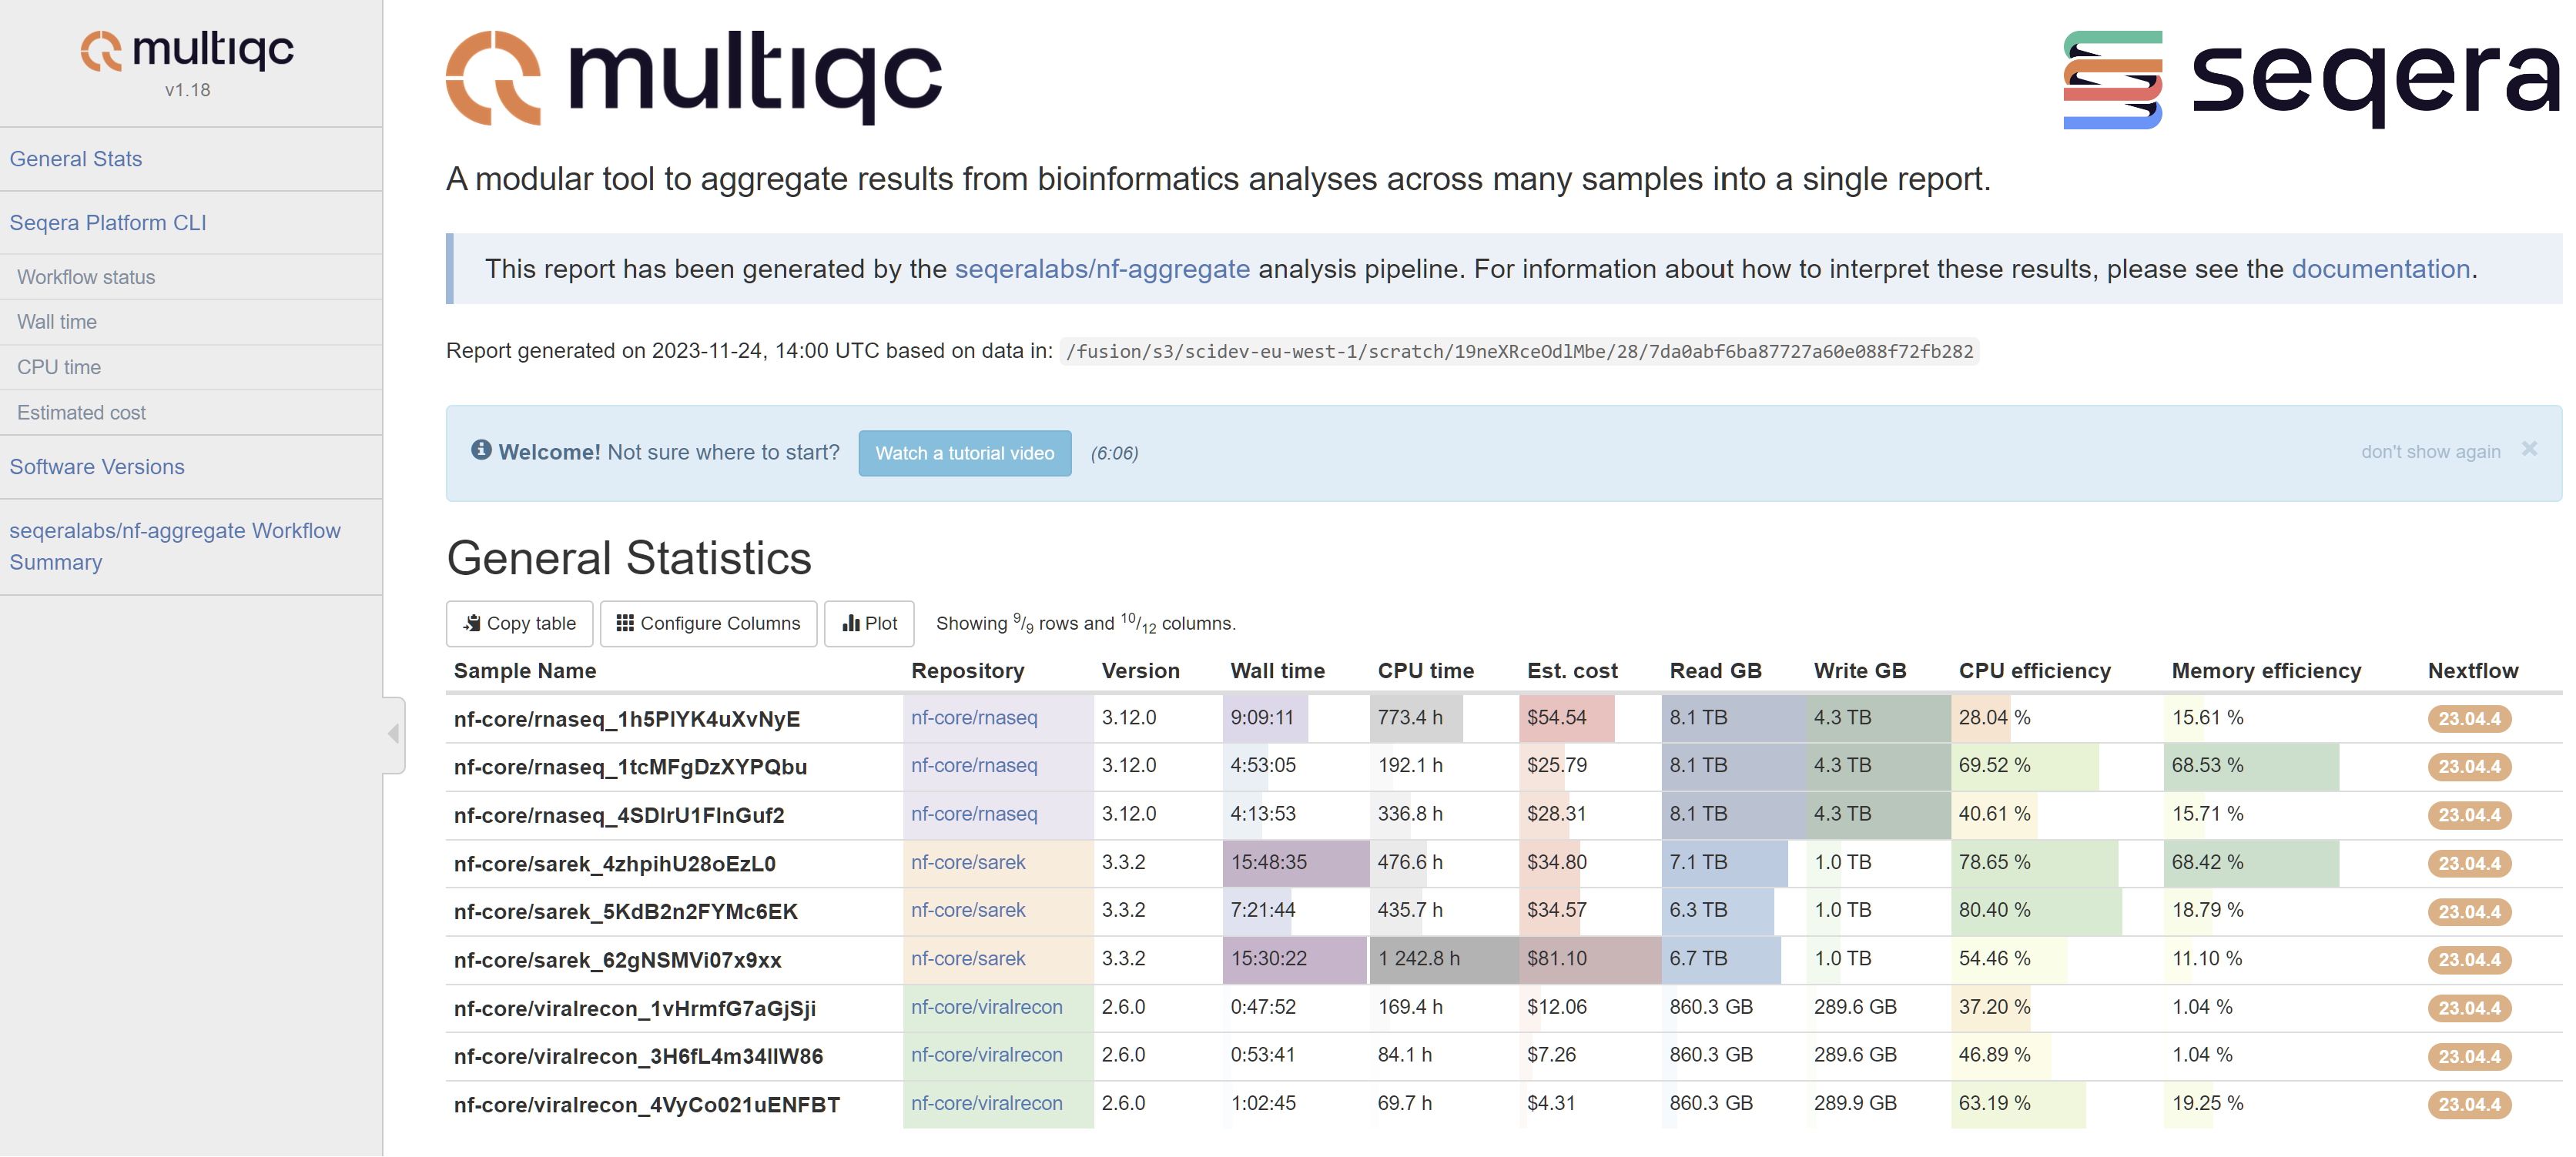 multiqc
v1.18
General Stats
Seqera Platform CLI
Workflow status
Wall time
CPU time
Estimated cost
Software Versions
seqeralabs/nf-aggregate Workflow
Summary
multiqc
seqera
A modular tool to aggregate results from bioinformatics analyses across many samples into a single report.
This report has been generated by the seqeralabs/nf-aggregate analysis pipeline. For information about how to interpret these results, please see the documentation.
Report generated on 2023-11-24, 14:00 UTC based on data in: /fusion/s3/scidev-eu-west-1/scratch/19neXRceOdlMbe/28/7da0abf6ba87727a60e088f72fb282
Welcome! Not sure where to start? Watch a tutorial video (6:06) don't show again ×
General Statistics
Copy table Configure Columns Plot Showing 9/9 rows and 10/12 columns.
Sample Name Repository Version Wall time CPU time Est. cost Read GB Write GB CPU efficiency Memory efficiency Nextflow
nf-core/rnaseq_1h5PlYK4uXvNyE nf-core/rnaseq 3.12.0 9:09:11 773.4 h $54.54 8.1 TB 4.3 TB 28.04 % 15.61 % 23.04.4
nf-core/rnaseq_1tcMFgDzXYPQbu nf-core/rnaseq 3.12.0 4:53:05 192.1 h $25.79 8.1 TB 4.3 TB 69.52 % 68.53 % 23.04.4
nf-core/rnaseq_4SDIrU1FlnGuf2 nf-core/rnaseq 3.12.0 4:13:53 336.8 h $28.31 8.1 TB 4.3 TB 40.61 % 15.71 % 23.04.4
nf-core/sarek_4zhpihU28oEzL0 nf-core/sarek 3.3.2 15:48:35 476.6 h $34.80 7.1 TB 1.0 TB 78.65 % 68.42 % 23.04.4
nf-core/sarek_5KdB2n2FYMc6EK nf-core/sarek 3.3.2 7:21:44 435.7 h $34.57 6.3 TB 1.0 TB 80.40 % 18.79 % 23.04.4
nf-core/sarek_62gNSMVi07x9xx nf-core/sarek 3.3.2 15:30:22 1 242.8 h $81.10 6.7 TB 1.0 TB 54.46 % 11.10 % 23.04.4
nf-core/viralrecon_1vHrmfG7aGjSji nf-core/viralrecon 2.6.0 0:47:52 169.4 h $12.06 860.3 GB 289.6 GB 37.20 % 1.04 % 23.04.4
nf-core/viralrecon_3H6fL4m34lIW86 nf-core/viralrecon 2.6.0 0:53:41 84.1 h $7.26 860.3 GB 289.6 GB 46.89 % 1.04 % 23.04.4
nf-core/viralrecon_4VyCo021uENFBT nf-core/viralrecon 2.6.0 1:02:45 69.7 h $4.31 860.3 GB 289.9 GB 63.19 % 19.25 % 23.04.4